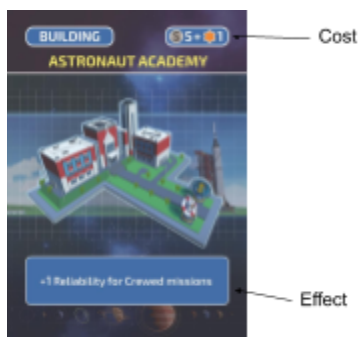 BUILDING
5+1
Cost
ASTRONAUT ACADEMY
+1 Reliability for Crewed missions
Effect